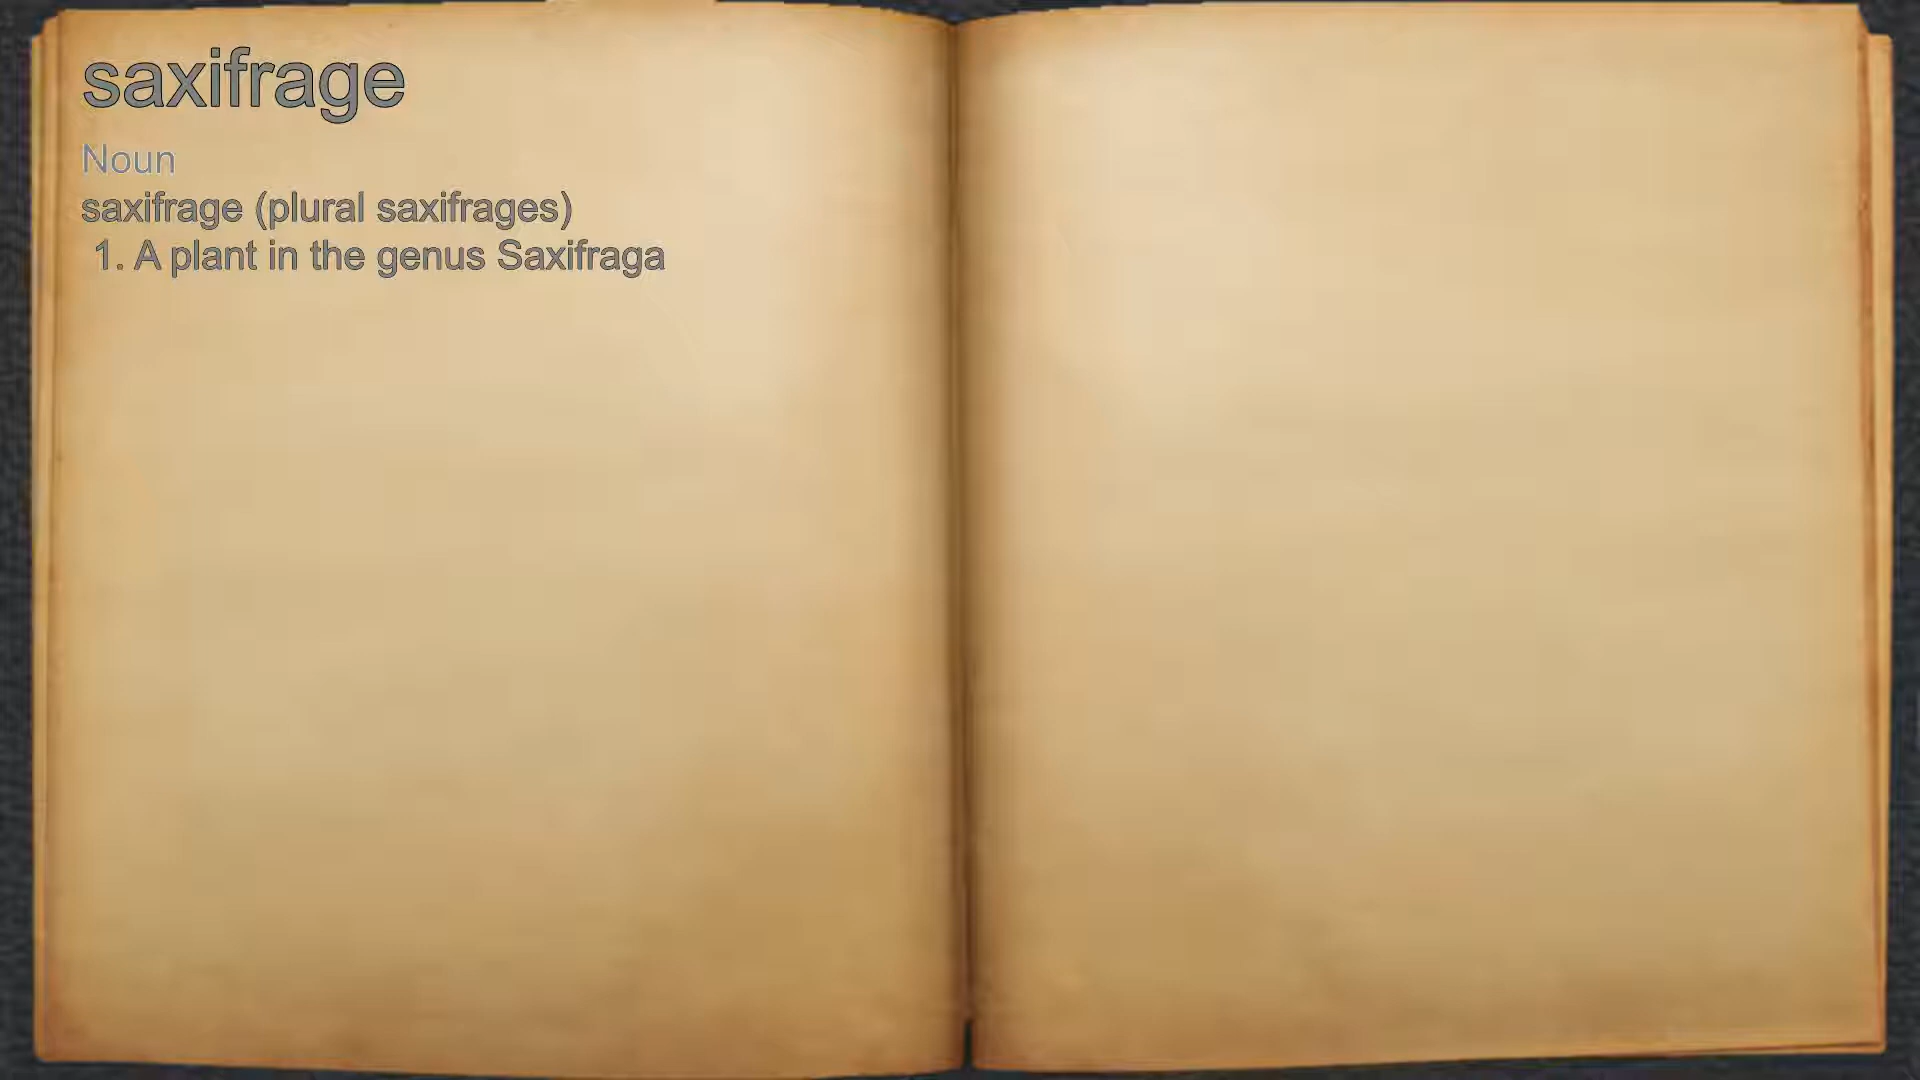 saxifrage
Noun
saxifrage (plural saxifrages)
1. A plant in the genus Saxifraga